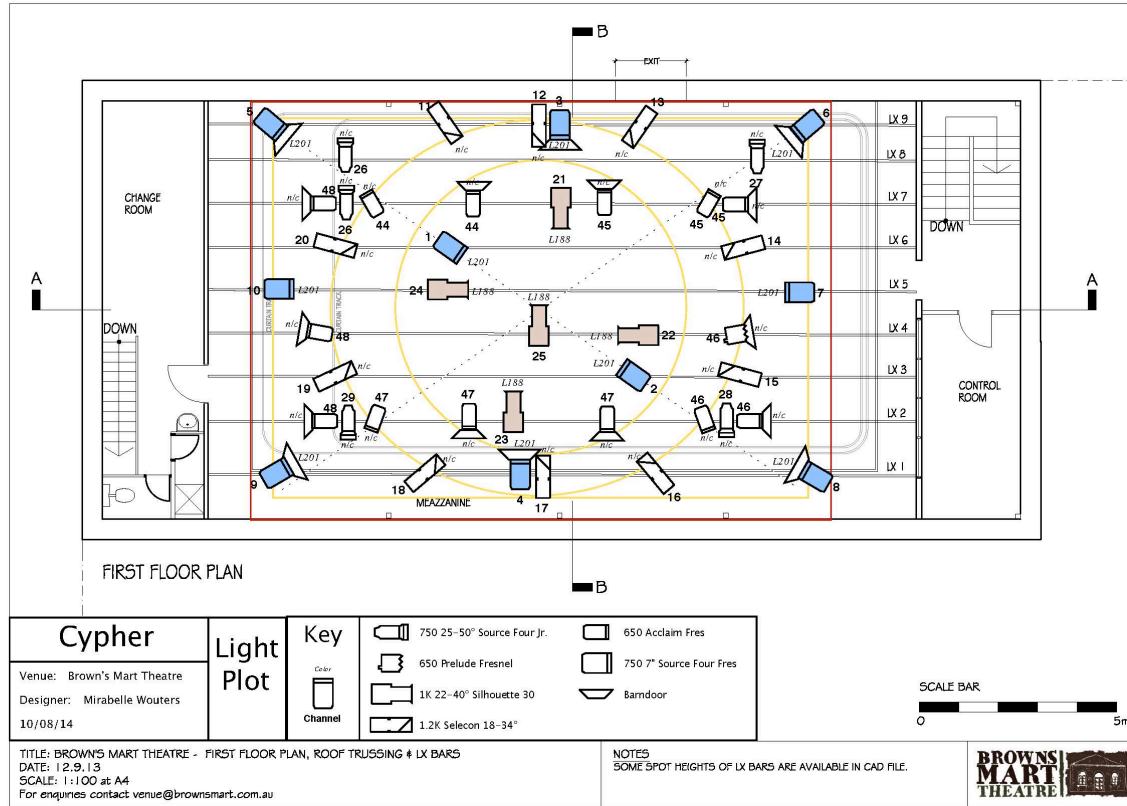 B
EXIT
5
11
12
3
13
6
n/c
n/c
LX 9
L201
n/c
L201
n/c
n/c
L201
n/c
LX 8
26
27
CHANGE
ROOM
48
n/c
n/c
n/c
21
n/c
n/c
n/c
LX 7
26
44
44
45
45
45
20
1
L188
14
LX 6
DOWN
n/c
L201
n/c
A
A
10
L201
24
L188
L201
7
LX 5
CURTAIN TRACK
CURTAIN TRACK
L188
DOWN
n/c
48
25
L188
22
46
n/c
LX 4
L201
n/c
n/c
19
2
15
LX 3
CONTROL
ROOM
29
47
47
L188
47
46
28
46
n/c
48
n/c
LX 2
23
n/c
n/c
n/c
L201
n/c
n/c
n/c
n/c
L201
n/c
n/c
n/c
L201
LX 1
9
18
4
17
16
8
MEAZZANINE
FIRST FLOOR PLAN
B
Cypher
Venue: Brown's Mart Theatre
Designer: Mirabelle Wouters
10/08/14
Light
Plot
Key
Color
Channel
750 25-50° Source Four Jr.
650 Prelude Fresnel
1K 22-40° Silhouette 30
1.2K Selecon 18-34°
650 Acclaim Fres
750 7" Source Four Fres
Barndoor
SCALE BAR
0
5m
TITLE: BROWN'S MART THEATRE - FIRST FLOOR PLAN, ROOF TRUSSING & LX BARS
DATE: 12.9.13
SCALE: 1:100 at A4
For enquiries contact venue@brownsmart.com.au
NOTES
SOME SPOT HEIGHTS OF LX BARS ARE AVAILABLE IN CAD FILE.
BROWNS
MART
THEATRE